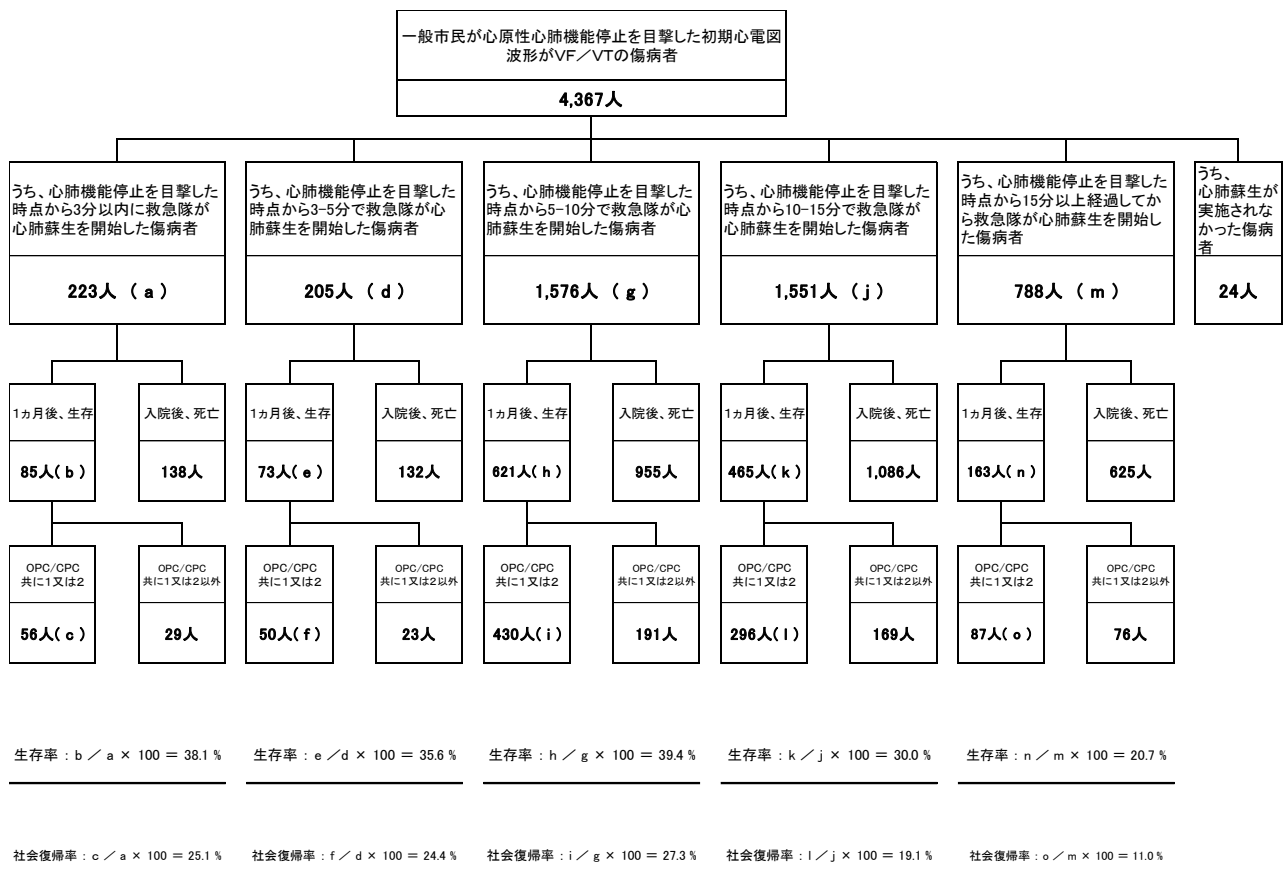 一般市民が心原性心肺機能停止を目撃した初期心電図
波形がVF／VTの傷病者
4,367人
うち、心肺機能停止を目撃した
時点から3分以内に救急隊が
心肺蘇生を開始した傷病者
223人 （ａ）
うち、心肺機能停止を目撃した
時点から3-5分で救急隊が心
肺蘇生を開始した傷病者
205人 （ｄ）
うち、心肺機能停止を目撃した
時点から5-10分で救急隊が心
肺蘇生を開始した傷病者
1,576人 （ｇ）
うち、心肺機能停止を目撃した
時点から10-15分で救急隊が
心肺蘇生を開始した傷病者
1,551人 （ｊ）
うち、心肺機能停止を目撃した
時点から15分以上経過してか
ら救急隊が心肺蘇生を開始し
た傷病者
788人 （ｍ）
うち、
心肺蘇生が
実施されな
かった傷病
者
24人
1ヵ月後、生存
85人（ｂ）
入院後、死亡
138人
1ヵ月後、生存
73人（ｅ）
入院後、死亡
132人
1ヵ月後、生存
621人（ｈ）
入院後、死亡
955人
1ヵ月後、生存
465人（ｋ）
入院後、死亡
1,086人
1ヵ月後、生存
163人（ｎ）
入院後、死亡
625人
OPC/CPC
共に1又は2
56人（ｃ）
OPC/CPC
共に1又は2以外
29人
OPC/CPC
共に1又は2
50人（ｆ）
OPC/CPC
共に1又は2以外
23人
OPC/CPC
共に1又は2
430人（ｉ）
OPC/CPC
共に1又は2以外
191人
OPC/CPC
共に1又は2
296人（ｌ）
OPC/CPC
共に1又は2以外
169人
OPC/CPC
共に1又は2
87人（ｏ）
OPC/CPC
共に1又は2以外
76人
生存率：ｂ／ａ × 100 ＝ 38.1 %
生存率：ｅ／ｄ × 100 ＝ 35.6 %
生存率：ｈ／ｇ × 100 ＝ 39.4 %
生存率：ｋ／ｊ × 100 ＝ 30.0 %
生存率：ｎ／ｍ × 100 ＝ 20.7 %
社会復帰率：ｃ／ａ × 100 ＝ 25.1 %
社会復帰率：ｆ／ｄ × 100 ＝ 24.4 %
社会復帰率：ｉ／ｇ × 100 ＝ 27.3 %
社会復帰率：ｌ／ｊ × 100 ＝ 19.1 %
社会復帰率：ｏ／ｍ × 100 ＝ 11.0 %